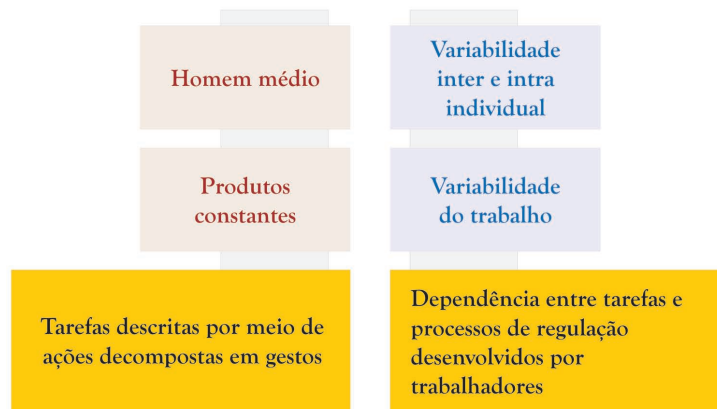 Homem médio
Variabilidade
inter e intra
individual
Produtos
constantes
Variabilidade
do trabalho
Tarefas descritas por meio de
ações decompostas em gestos
Dependência entre tarefas e
processos de regulação
desenvolvidos por
trabalhadores